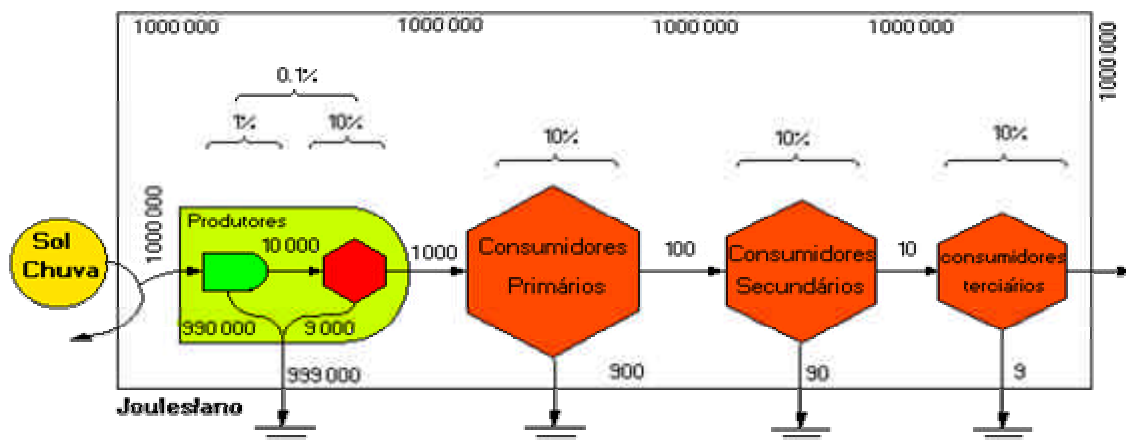 1000 000
1000 000
1000 000
1000 000
1000 000
0.1%
1%
10%
10%
10%
10%
1000 000
Sol
Chuva
Produtores
10 000
990 000
9 000
1000
Consumidores
Primários
100
Consumidores
Secundários
10
consumidores
terciários
999 000
900
90
9
Joules/ano